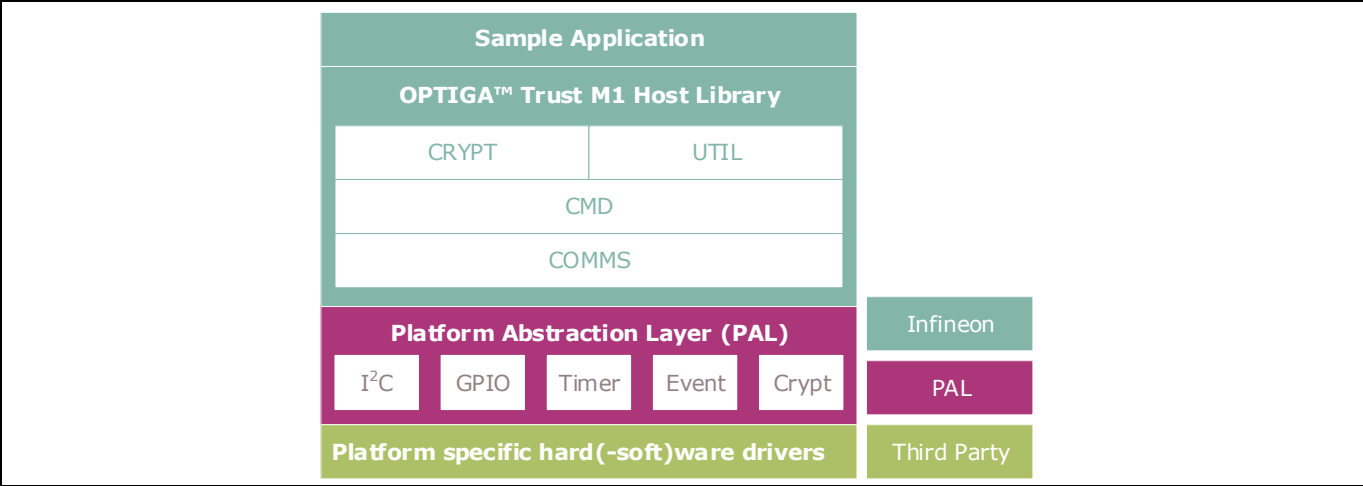 Sample Application
OPTIGA™ Trust M1 Host Library
CRYPT UTIL
CMD
COMMS
Platform Abstraction Layer (PAL)
I²C GPIO Timer Event Crypt
Platform specific hard(-soft)ware drivers
Infineon
PAL
Third Party